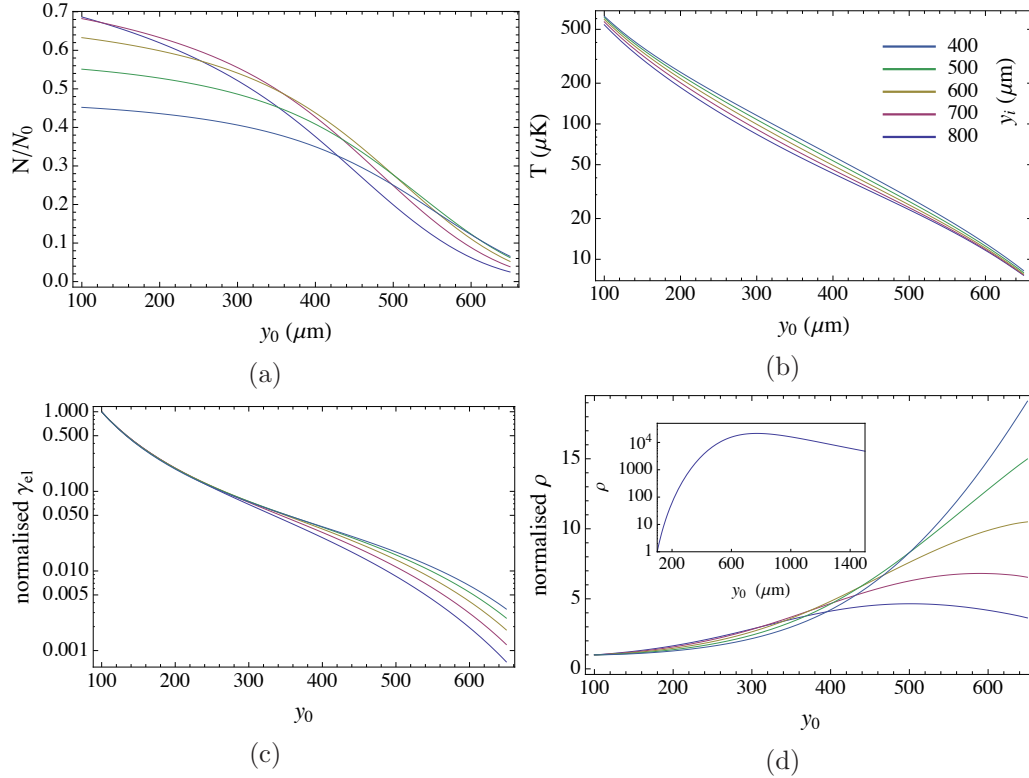 0.7
0.6
0.5
0.4
0.3
0.2
0.1
0.0
N/N₀
100 200 300 400 500 600
y₀ (μm)
(a)
500
200
100
50
20
10
T (μK)
400
500
600
700
800
yᵢ (μm)
100 200 300 400 500 600
y₀ (μm)
(b)
1.000
0.500
0.100
0.050
0.010
0.005
0.001
normalised γₑₗ
100 200 300 400 500 600
y₀
(c)
15
10
5
0
normalised ρ
10⁴
1000
100
10
1
ρ
200 600 1000 1400
y₀ (μm)
100 200 300 400 500 600
y₀
(d)